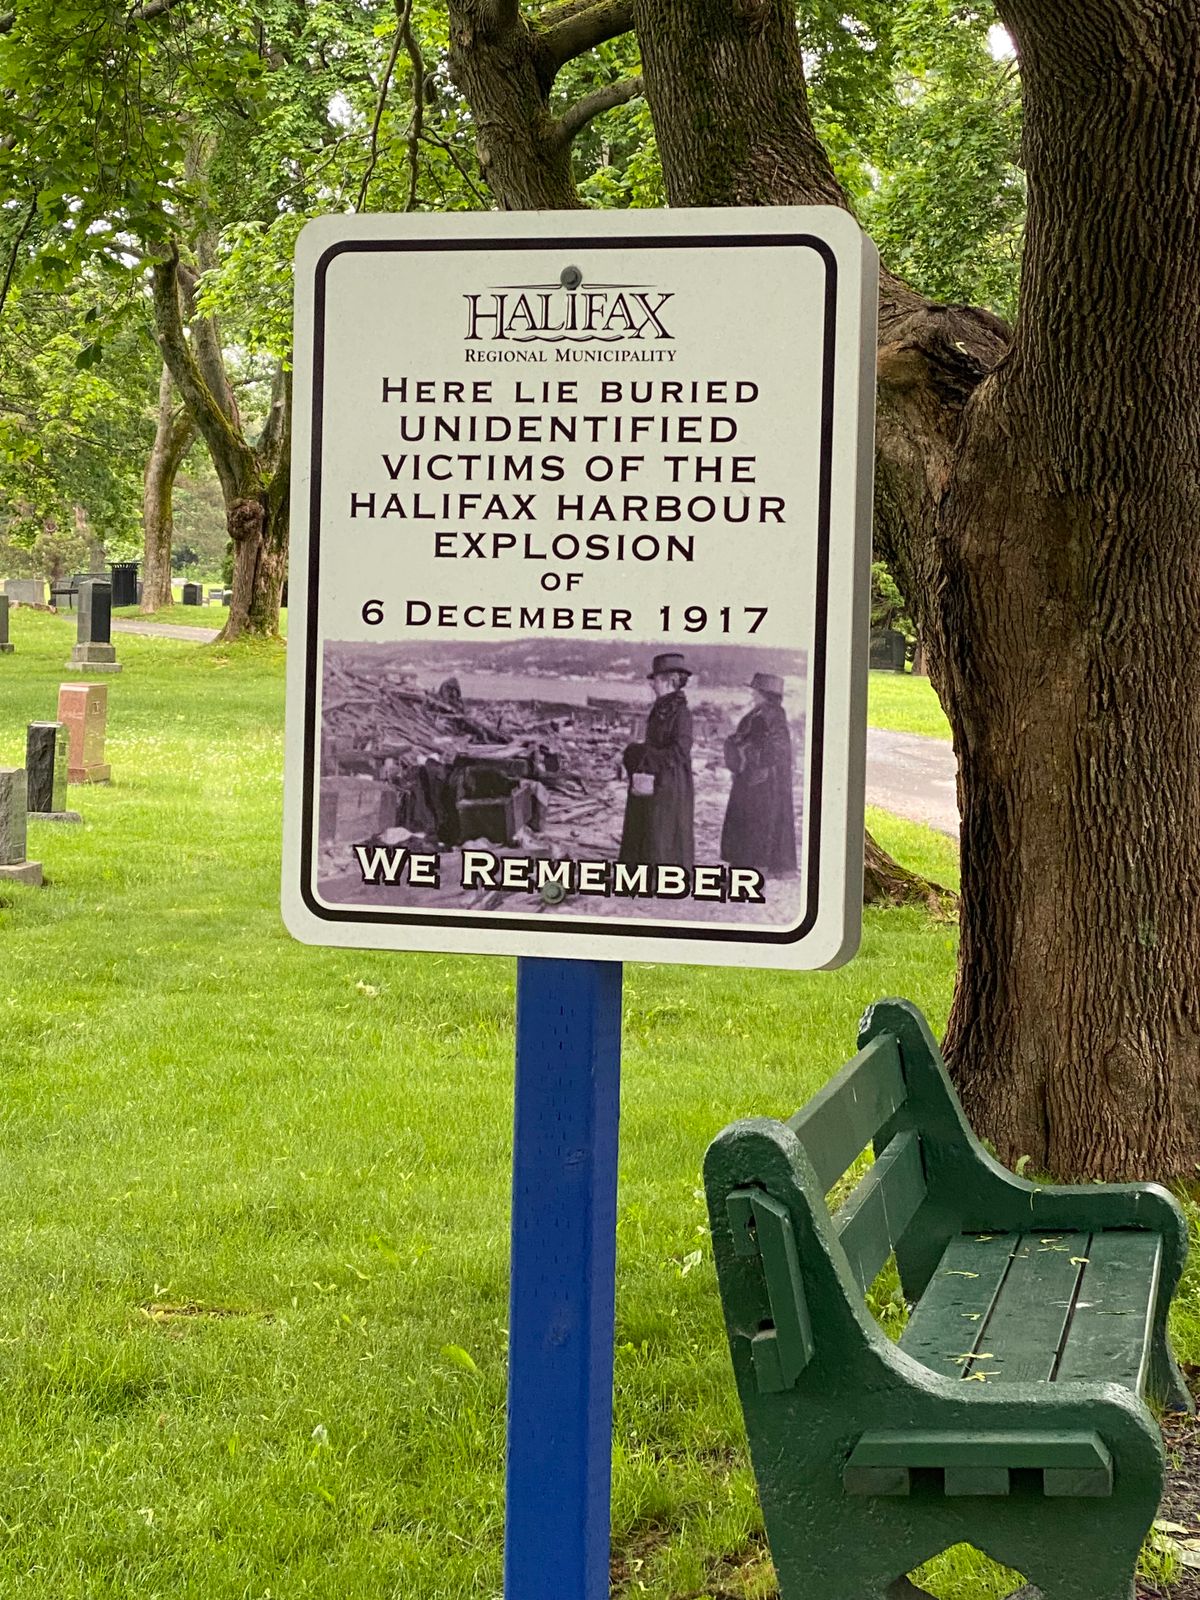 HALIFAX
REGIONAL MUNICIPALITY
HERE LIE BURIED
UNIDENTIFIED
VICTIMS OF THE
HALIFAX HARBOUR
EXPLOSION
OF
6 DECEMBER 1917
WE REMEMBER